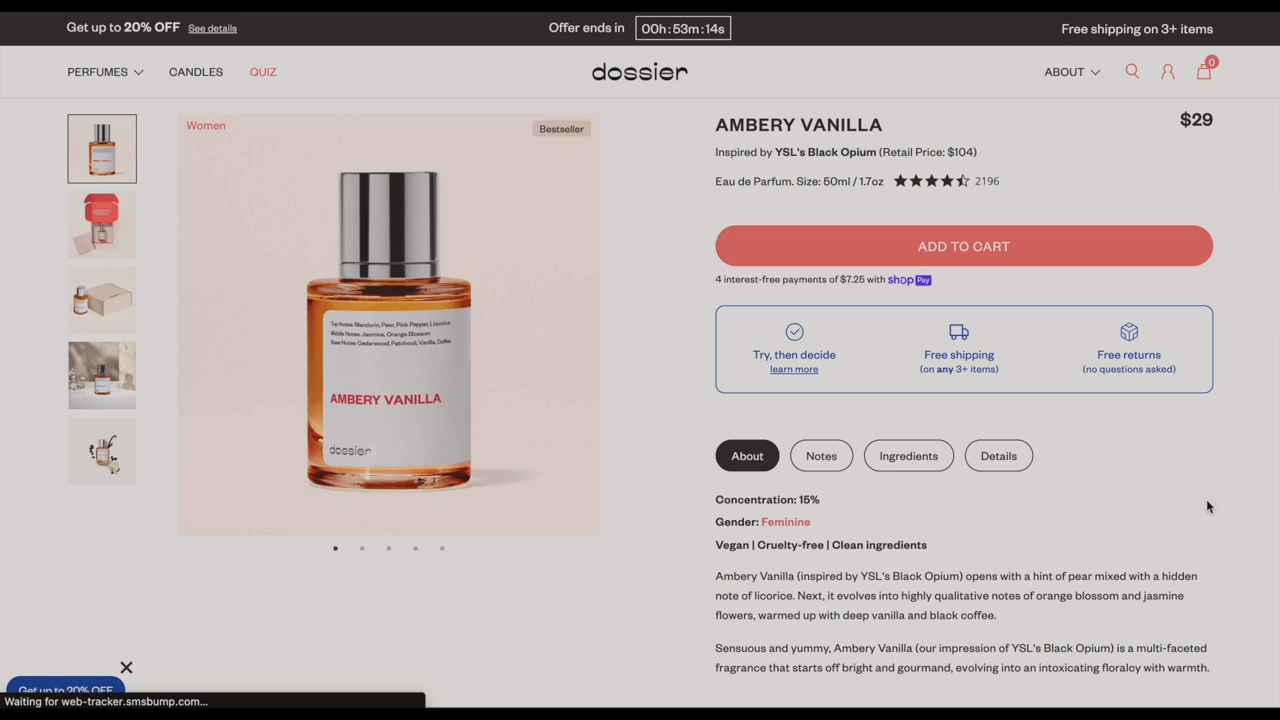 Get up to 20% OFF See details
Offer ends in 00h:53m:14s
Free shipping on 3+ items
PERFUMES CANDLES QUIZ
dossier
ABOUT
0
Women
Bestseller
Top Notes: Mandarin, Pear, Pink Pepper, Liquorice
Middle Notes: Jasmine, Orange Blossom
Base Notes: Cedarwood, Patchouli, Vanilla, Coffee
AMBERY VANILLA
dossier
AMBERY VANILLA
$29
Inspired by YSL's Black Opium (Retail Price: $104)
Eau de Parfum. Size: 50ml / 1.7oz 2196
ADD TO CART
4 interest-free payments of $7.25 with shop Pay
Try, then decide
learn more
Free shipping
(on any 3+ items)
Free returns
(no questions asked)
About Notes Ingredients Details
Concentration: 15%
Gender: Feminine
Vegan | Cruelty-free | Clean ingredients
Ambery Vanilla (inspired by YSL's Black Opium) opens with a hint of pear mixed with a hidden
note of licorice. Next, it evolves into highly qualitative notes of orange blossom and jasmine
flowers, warmed up with deep vanilla and black coffee.
Sensuous and yummy, Ambery Vanilla (our impression of YSL's Black Opium) is a multi-faceted
fragrance that starts off bright and gourmand, evolving into an intoxicating floralcy with warmth.
Get up to 20% OFF
Waiting for web-tracker.smsbump.com...